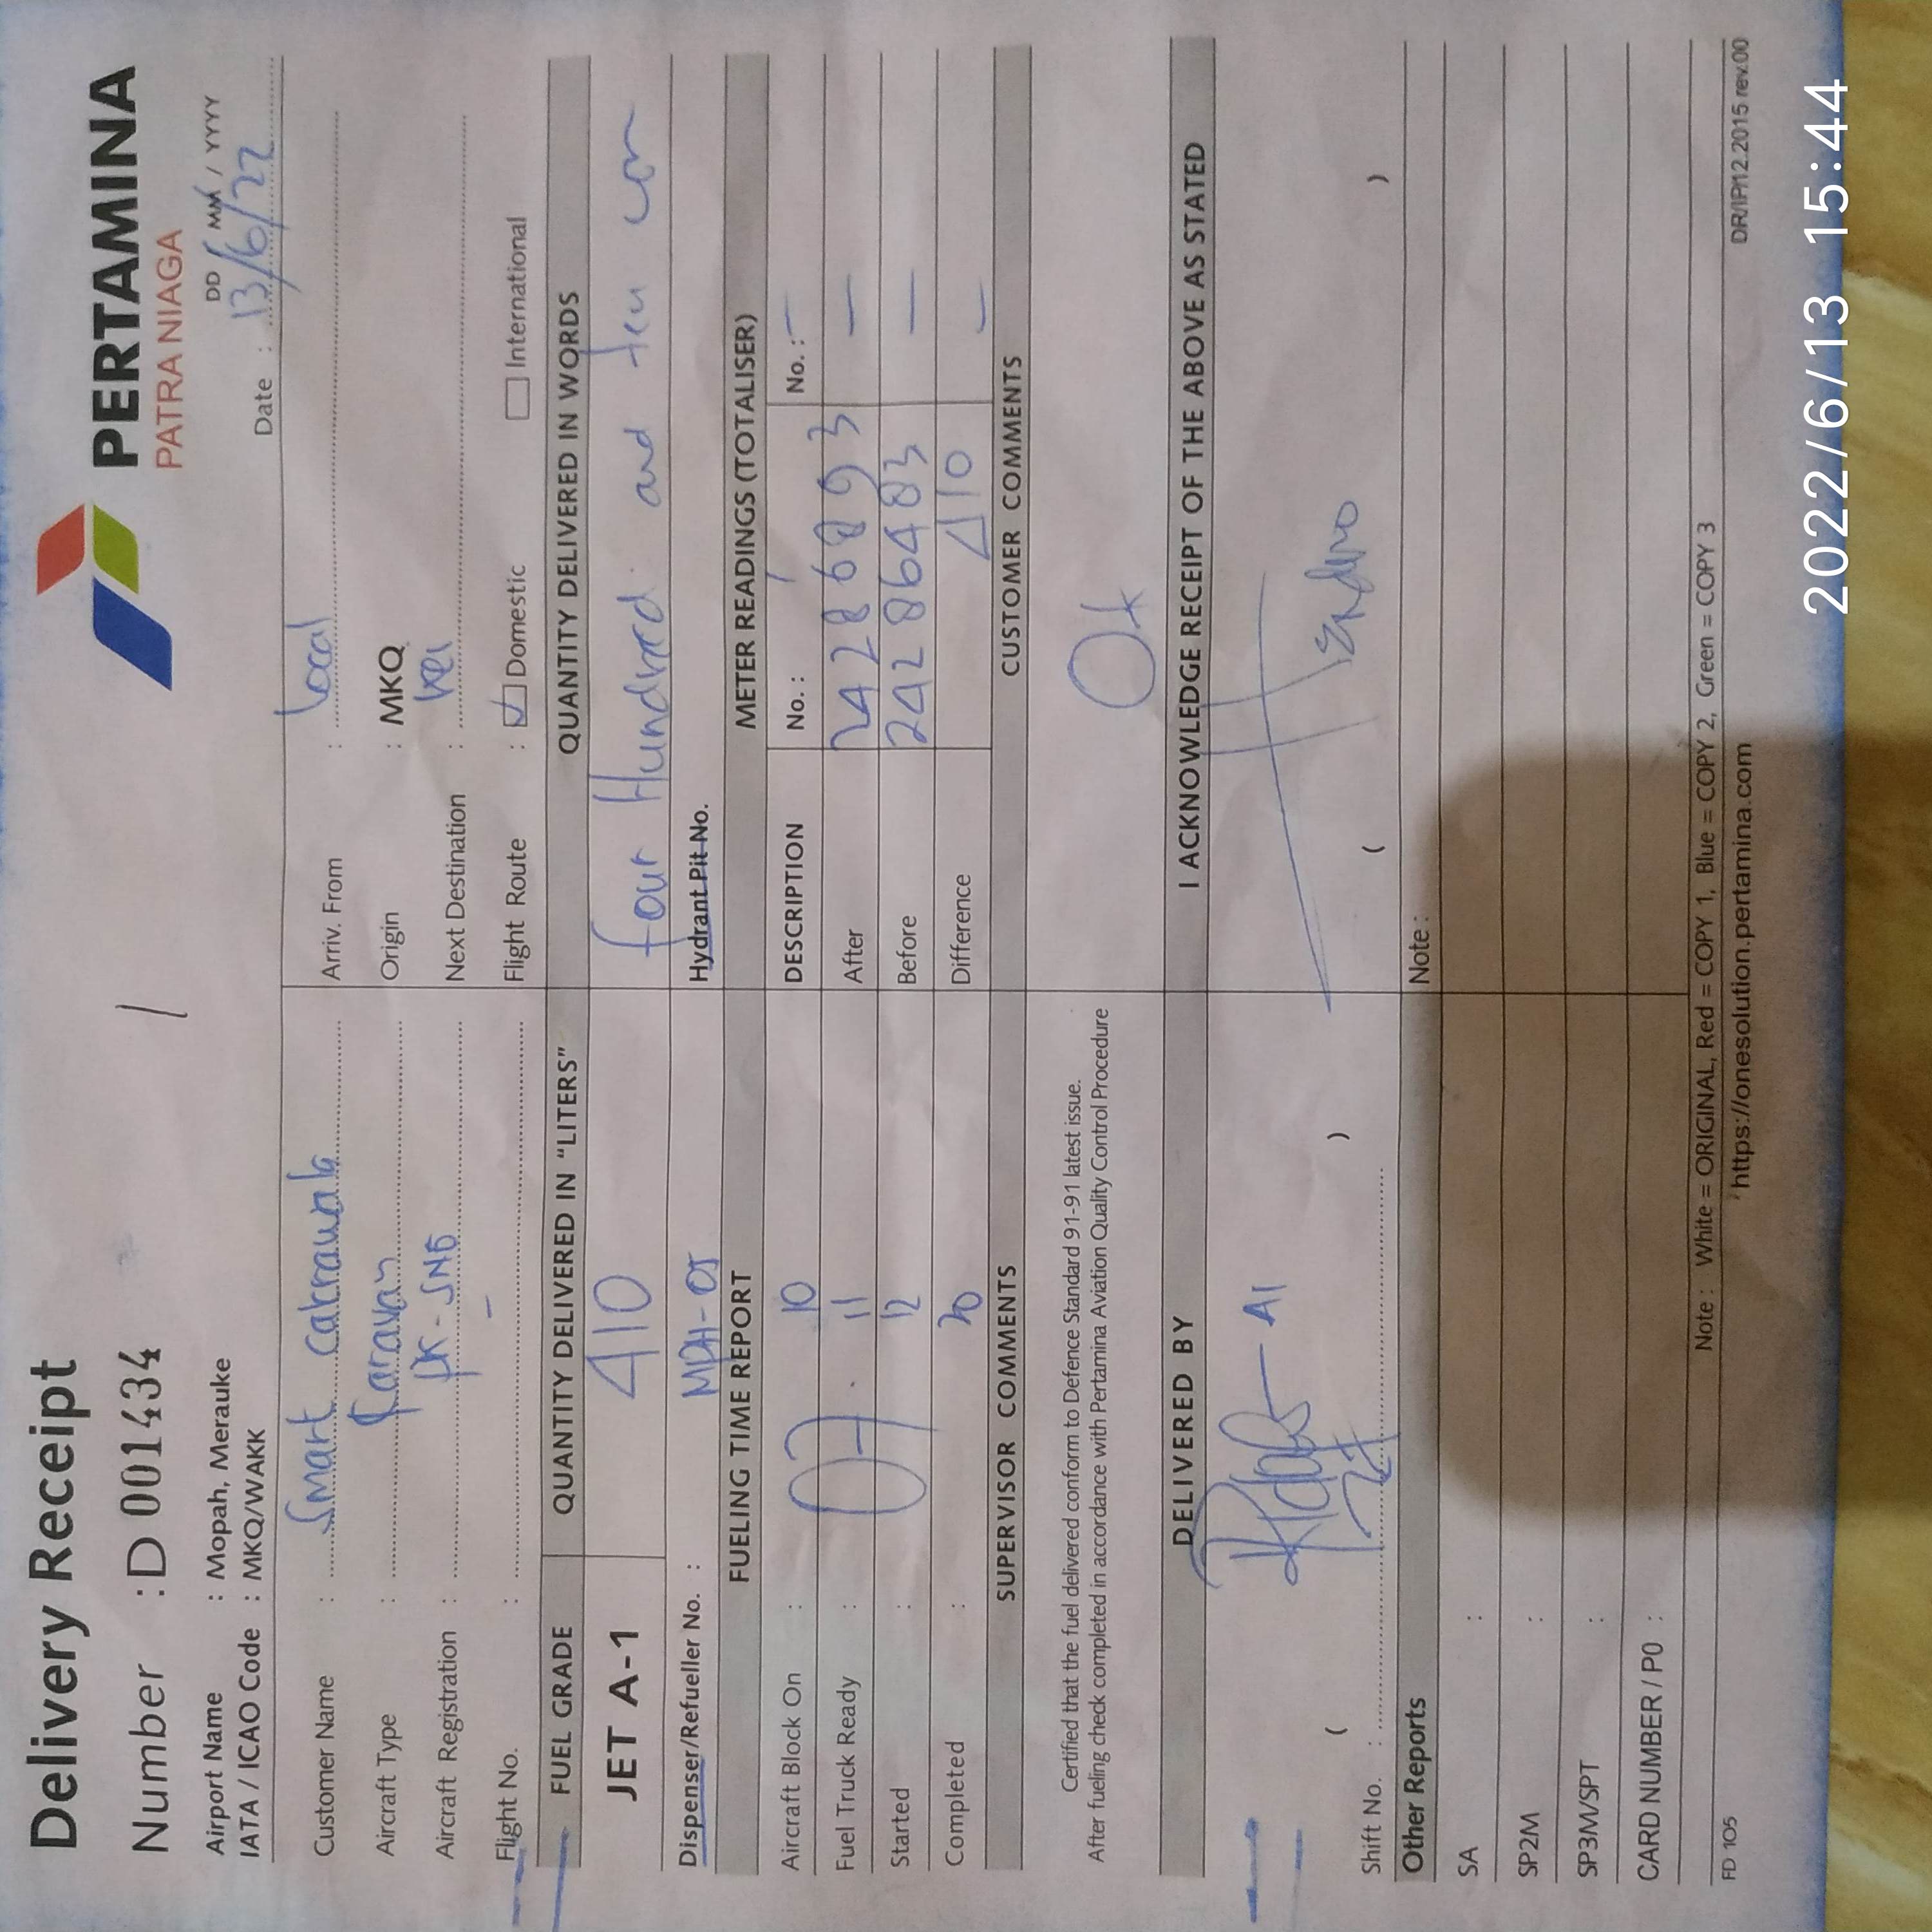 Delivery Receipt
PERTAMINA
PATRA NIAGA
Number : D 001434
/
Airport Name : Mopah, Merauke
IATA / ICAO Code : MKQ/WAKK
DD / MM / YYYY
Date : 13/6/22
Customer Name : Smart Cakrawala
Arriv. From : Local
Aircraft Type : Caravan
Origin : MKQ
Aircraft Registration : PK-SNG
Next Destination :
Flight No. : -
Flight Route : ☑ Domestic ☐ International
FUEL GRADE
QUANTITY DELIVERED IN "LITERS"
QUANTITY DELIVERED IN WORDS
JET A-1
410
four Hundred and ten
Dispenser/Refueller No. :
Hydrant Pit No.
FUELING TIME REPORT
METER READINGS (TOTALISER)
Aircraft Block On : 10
DESCRIPTION No. : No. : -
Fuel Truck Ready : 07 . 11
After 24286893 -
Started : 12
Before 24286483 -
Completed : 20
Difference 410 -
SUPERVISOR COMMENTS
CUSTOMER COMMENTS
Certified that the fuel delivered conform to Defence Standard 91-91 latest issue.
After fueling check completed in accordance with Pertamina Aviation Quality Control Procedure
Ok
DELIVERED BY
I ACKNOWLEDGE RECEIPT OF THE ABOVE AS STATED
( )
( )
Shift No. :
Other Reports
Note :
SA :
SP2M :
SP3M/SPT :
CARD NUMBER / P0 :
Note : White = ORIGINAL, Red = COPY 1, Blue = COPY 2, Green = COPY 3
FD 105
https://onesolution.pertamina.com
DR/IP/12.2015 rev.00
2022/6/13 15:44